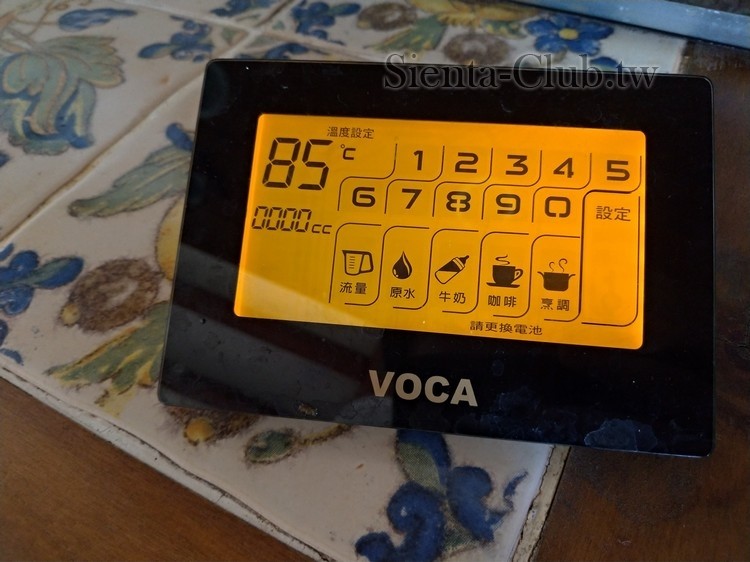 Sienta-Club.tw
溫度設定
85℃
1 2 3 4 5
6 7 8 9 0
設定
0000cc
流量 原水 牛奶 咖啡 烹調
請更換電池
VOCA